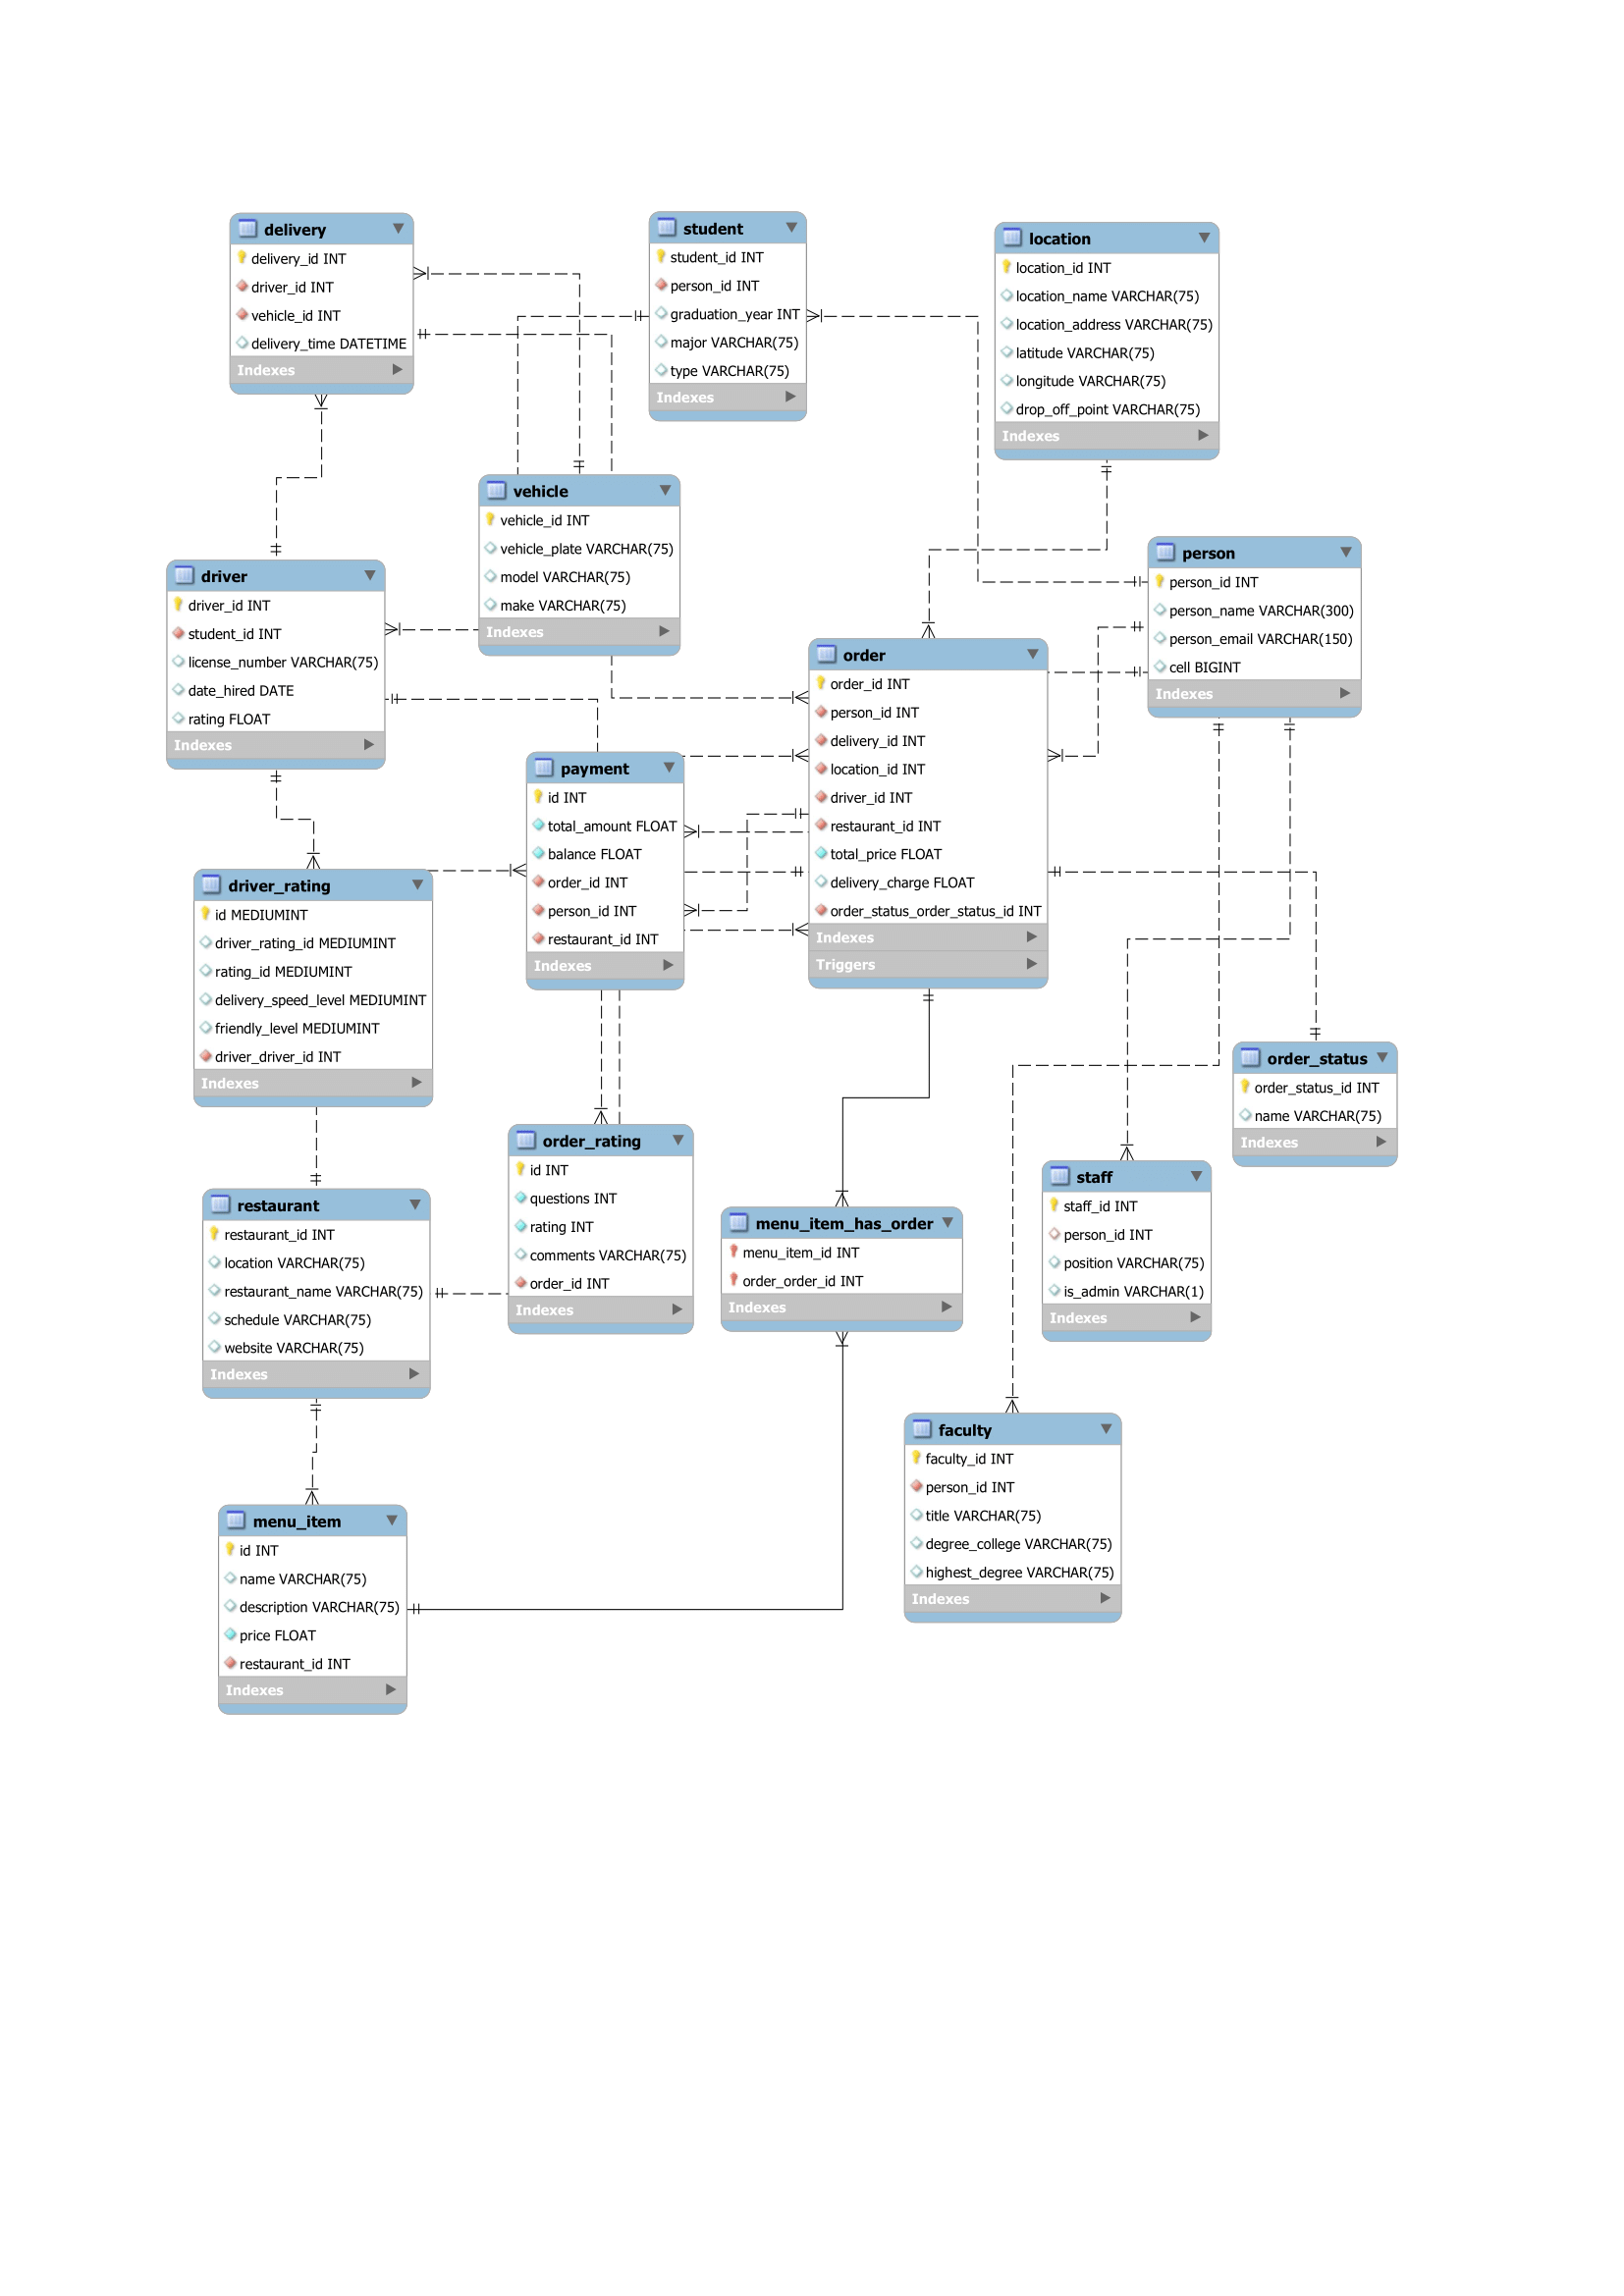 delivery
delivery_id INT
driver_id INT
vehicle_id INT
delivery_time DATETIME
Indexes
student
student_id INT
person_id INT
graduation_year INT
major VARCHAR(75)
type VARCHAR(75)
Indexes
location
location_id INT
location_name VARCHAR(75)
location_address VARCHAR(75)
latitude VARCHAR(75)
longitude VARCHAR(75)
drop_off_point VARCHAR(75)
Indexes
vehicle
vehicle_id INT
vehicle_plate VARCHAR(75)
model VARCHAR(75)
make VARCHAR(75)
Indexes
person
person_id INT
person_name VARCHAR(300)
person_email VARCHAR(150)
cell BIGINT
Indexes
driver
driver_id INT
student_id INT
license_number VARCHAR(75)
date_hired DATE
rating FLOAT
Indexes
order
order_id INT
person_id INT
delivery_id INT
location_id INT
driver_id INT
restaurant_id INT
total_price FLOAT
delivery_charge FLOAT
order_status_order_status_id INT
Indexes
Triggers
payment
id INT
total_amount FLOAT
balance FLOAT
order_id INT
person_id INT
restaurant_id INT
Indexes
driver_rating
id MEDIUMINT
driver_rating_id MEDIUMINT
rating_id MEDIUMINT
delivery_speed_level MEDIUMINT
friendly_level MEDIUMINT
driver_driver_id INT
Indexes
order_status
order_status_id INT
name VARCHAR(75)
Indexes
order_rating
id INT
questions INT
rating INT
comments VARCHAR(75)
order_id INT
Indexes
staff
staff_id INT
person_id INT
position VARCHAR(75)
is_admin VARCHAR(1)
Indexes
restaurant
restaurant_id INT
location VARCHAR(75)
restaurant_name VARCHAR(75)
schedule VARCHAR(75)
website VARCHAR(75)
Indexes
menu_item_has_order
menu_item_id INT
order_order_id INT
Indexes
faculty
faculty_id INT
person_id INT
title VARCHAR(75)
degree_college VARCHAR(75)
highest_degree VARCHAR(75)
Indexes
menu_item
id INT
name VARCHAR(75)
description VARCHAR(75)
price FLOAT
restaurant_id INT
Indexes